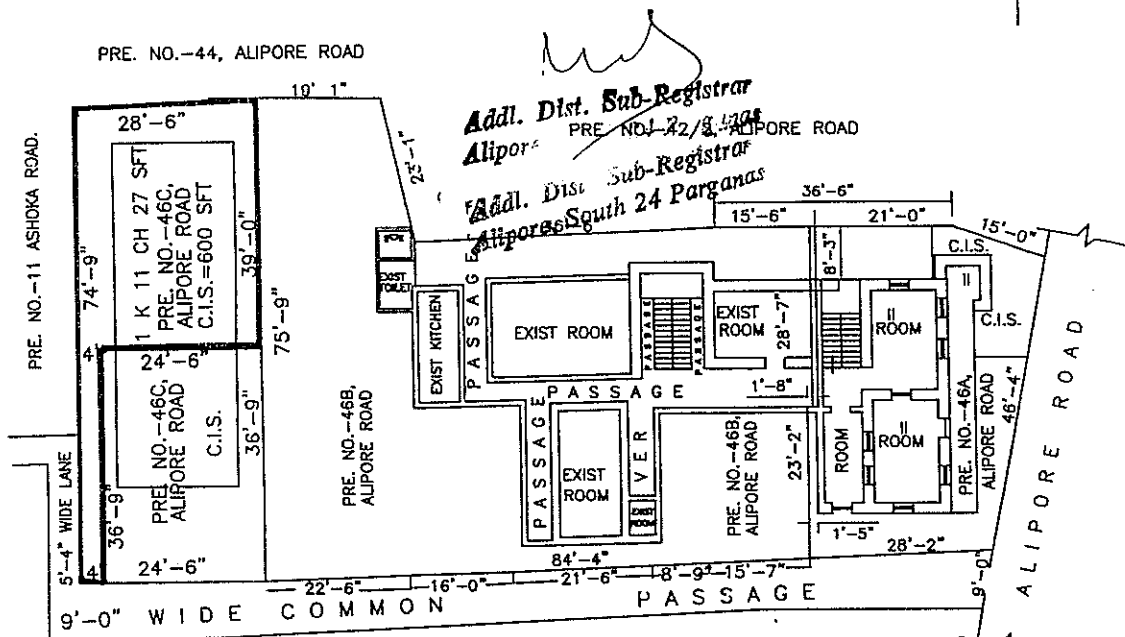 PRE. NO.-44, ALIPORE ROAD
Addl. Dist. Sub-Registrar
PRE. NO.- 42/2, ALIPORE ROAD
Addl. Dist Sub-Registrar
Alipore South 24 Parganas
19' 1"
28'-6"
PRE. NO.-11 ASHOKA ROAD.
74'-9"
1 K 11 CH 27 SFT
PRE. NO.-46C,
ALIPORE ROAD
C.I.S.=600 SFT
39'-0"
75'-9"
36'-6"
15'-6"
21'-0"
15'-0"
8'-3"
C.I.S.
II
C.I.S.
EXIST
TOILET
EXIST KITCHEN
PASSAGE
EXIST ROOM
PASSAGE
PASSAGE
EXIST
ROOM
28'-7"
II
ROOM
4'
24'-6"
PRE. NO.-46C,
ALIPORE ROAD
C.I.S.
36'-9"
PRE. NO.-46B,
ALIPORE ROAD
PASSAGE
1'-8"
PASSAGE
EXIST
ROOM
VER
EXIST
ROOM
PRE. NO.-46B,
ALIPORE ROAD
23'-2"
ROOM
II
ROOM
PRE. NO.-46A,
ALIPORE ROAD
46'-4"
ALIPORE ROAD
5'-4" WIDE LANE
36'-9"
4'
24'-6"
84'-4"
1'-5"
28'-2"
22'-6"
16'-0"
21'-6"
8'-9"
15'-7"
9'-0"
9'-0" WIDE COMMON PASSAGE